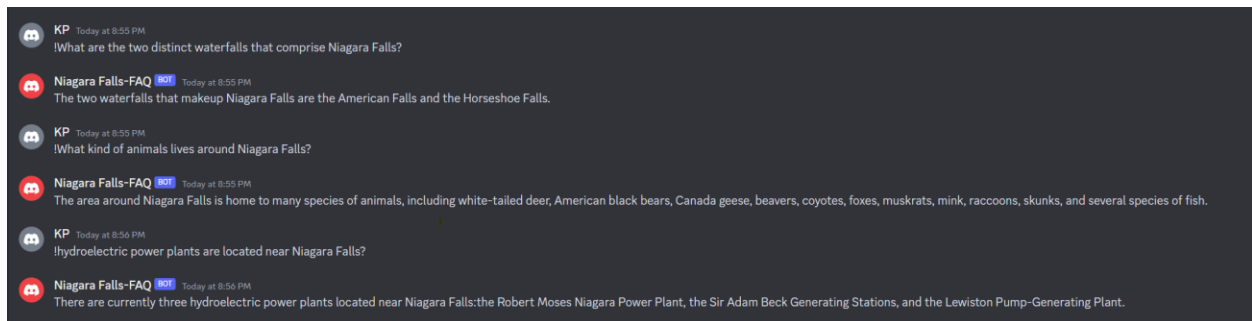 KP Today at 8:55 PM
!What are the two distinct waterfalls that comprise Niagara Falls?
Niagara Falls-FAQ BOT Today at 8:55 PM
The two waterfalls that makeup Niagara Falls are the American Falls and the Horseshoe Falls.
KP Today at 8:55 PM
!What kind of animals lives around Niagara Falls?
Niagara Falls-FAQ BOT Today at 8:55 PM
The area around Niagara Falls is home to many species of animals, including white-tailed deer, American black bears, Canada geese, beavers, coyotes, foxes, muskrats, mink, raccoons, skunks, and several species of fish.
KP Today at 8:56 PM
!hydroelectric power plants are located near Niagara Falls?
Niagara Falls-FAQ BOT Today at 8:56 PM
There are currently three hydroelectric power plants located near Niagara Falls:the Robert Moses Niagara Power Plant, the Sir Adam Beck Generating Stations, and the Lewiston Pump-Generating Plant.